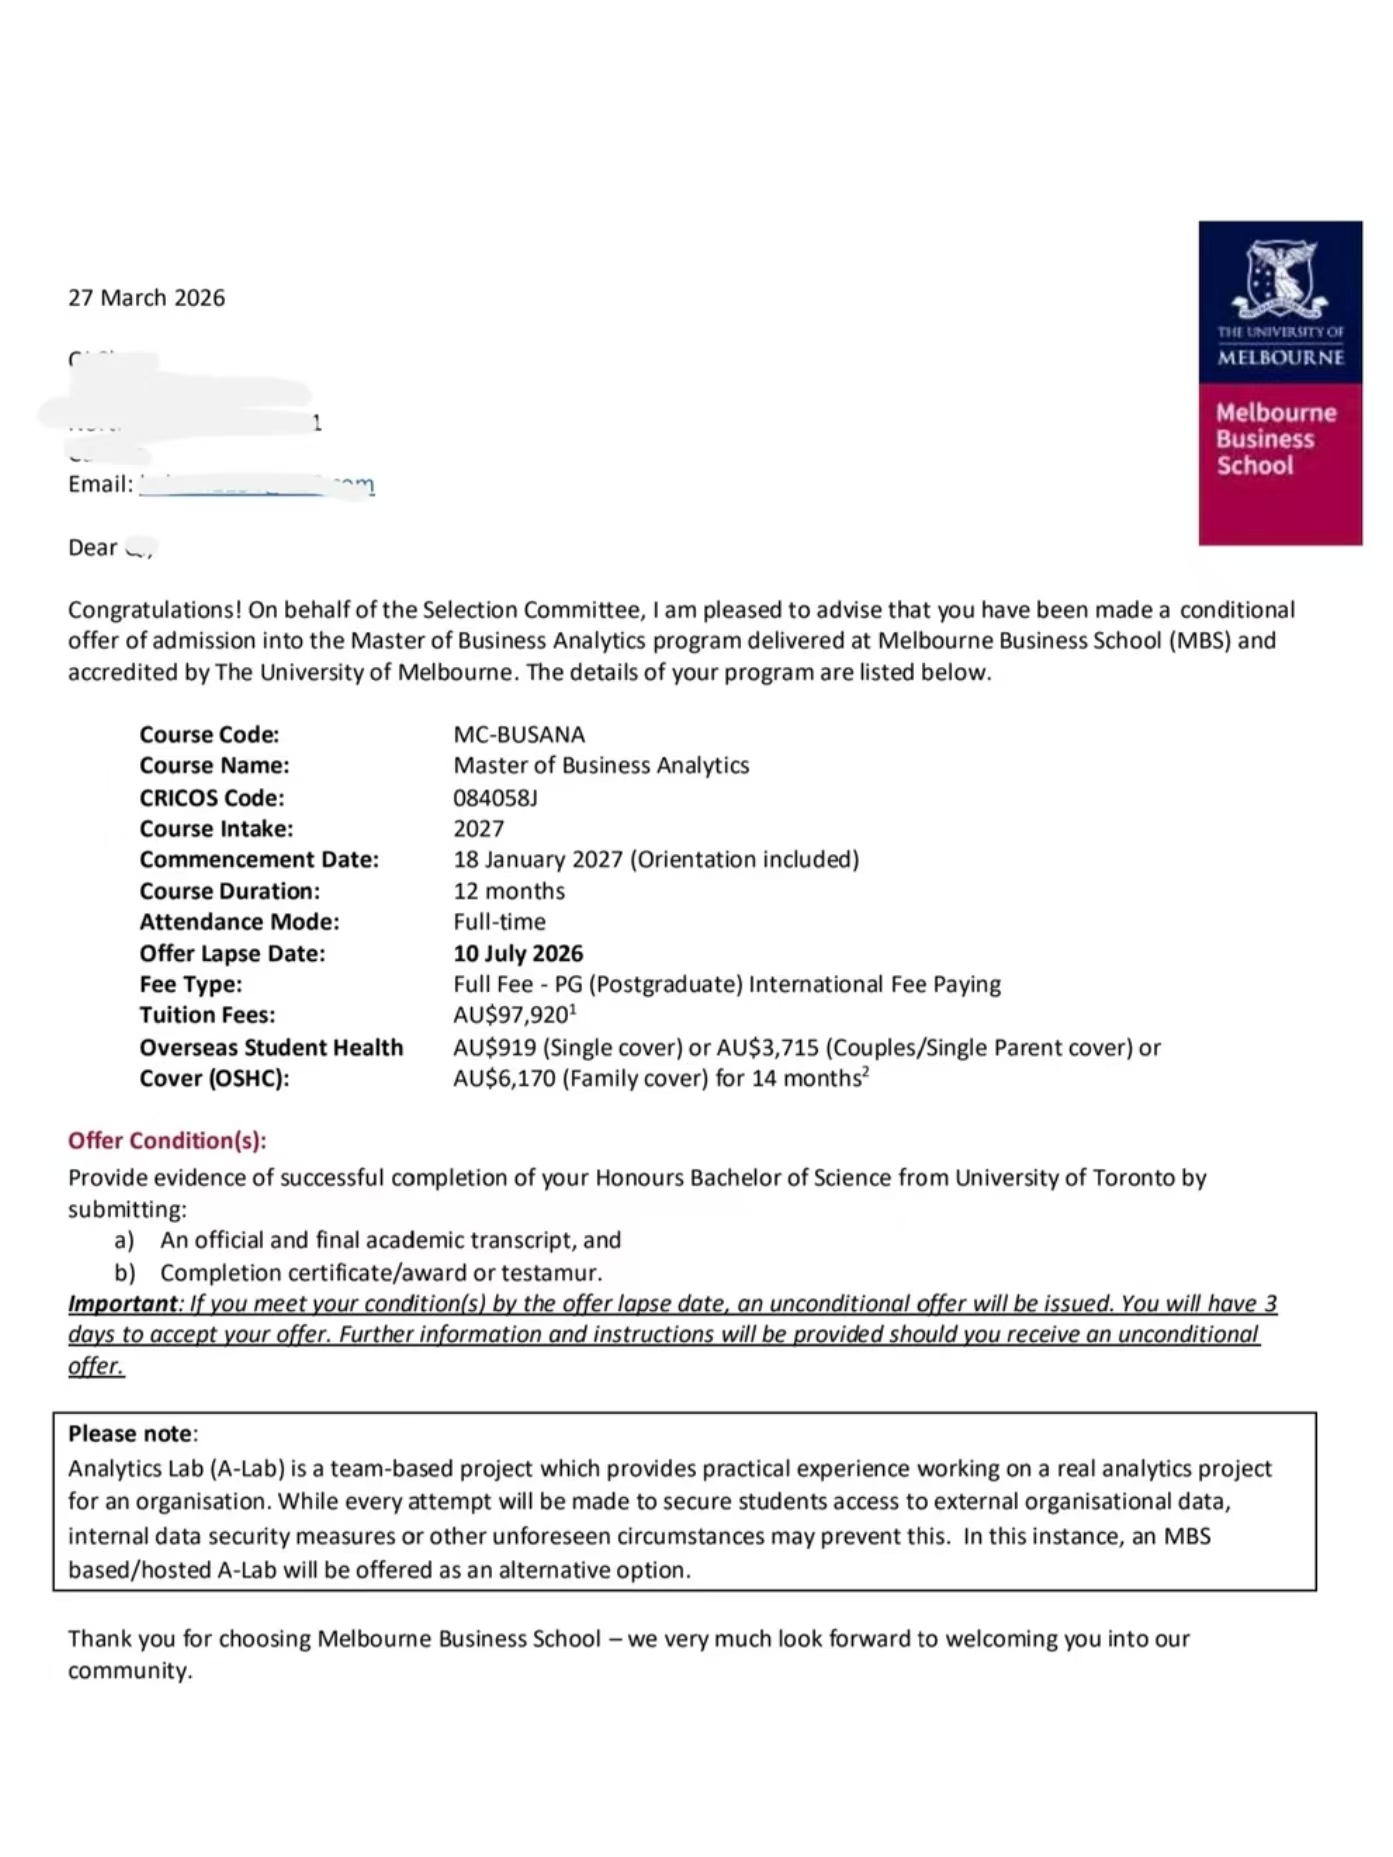 27 March 2026
THE UNIVERSITY OF
MELBOURNE
Melbourne
Business
School
1
Email:
Dear
Congratulations! On behalf of the Selection Committee, I am pleased to advise that you have been made a conditional
offer of admission into the Master of Business Analytics program delivered at Melbourne Business School (MBS) and
accredited by The University of Melbourne. The details of your program are listed below.
Course Code: MC-BUSANA
Course Name: Master of Business Analytics
CRICOS Code: 084058J
Course Intake: 2027
Commencement Date: 18 January 2027 (Orientation included)
Course Duration: 12 months
Attendance Mode: Full-time
Offer Lapse Date: 10 July 2026
Fee Type: Full Fee - PG (Postgraduate) International Fee Paying
Tuition Fees: AU$97,920¹
Overseas Student Health AU$919 (Single cover) or AU$3,715 (Couples/Single Parent cover) or
Cover (OSHC): AU$6,170 (Family cover) for 14 months²
Offer Condition(s):
Provide evidence of successful completion of your Honours Bachelor of Science from University of Toronto by
submitting:
a) An official and final academic transcript, and
b) Completion certificate/award or testamur.
Important: If you meet your condition(s) by the offer lapse date, an unconditional offer will be issued. You will have 3
days to accept your offer. Further information and instructions will be provided should you receive an unconditional
offer.
Please note:
Analytics Lab (A-Lab) is a team-based project which provides practical experience working on a real analytics project
for an organisation. While every attempt will be made to secure students access to external organisational data,
internal data security measures or other unforeseen circumstances may prevent this. In this instance, an MBS
based/hosted A-Lab will be offered as an alternative option.
Thank you for choosing Melbourne Business School – we very much look forward to welcoming you into our
community.